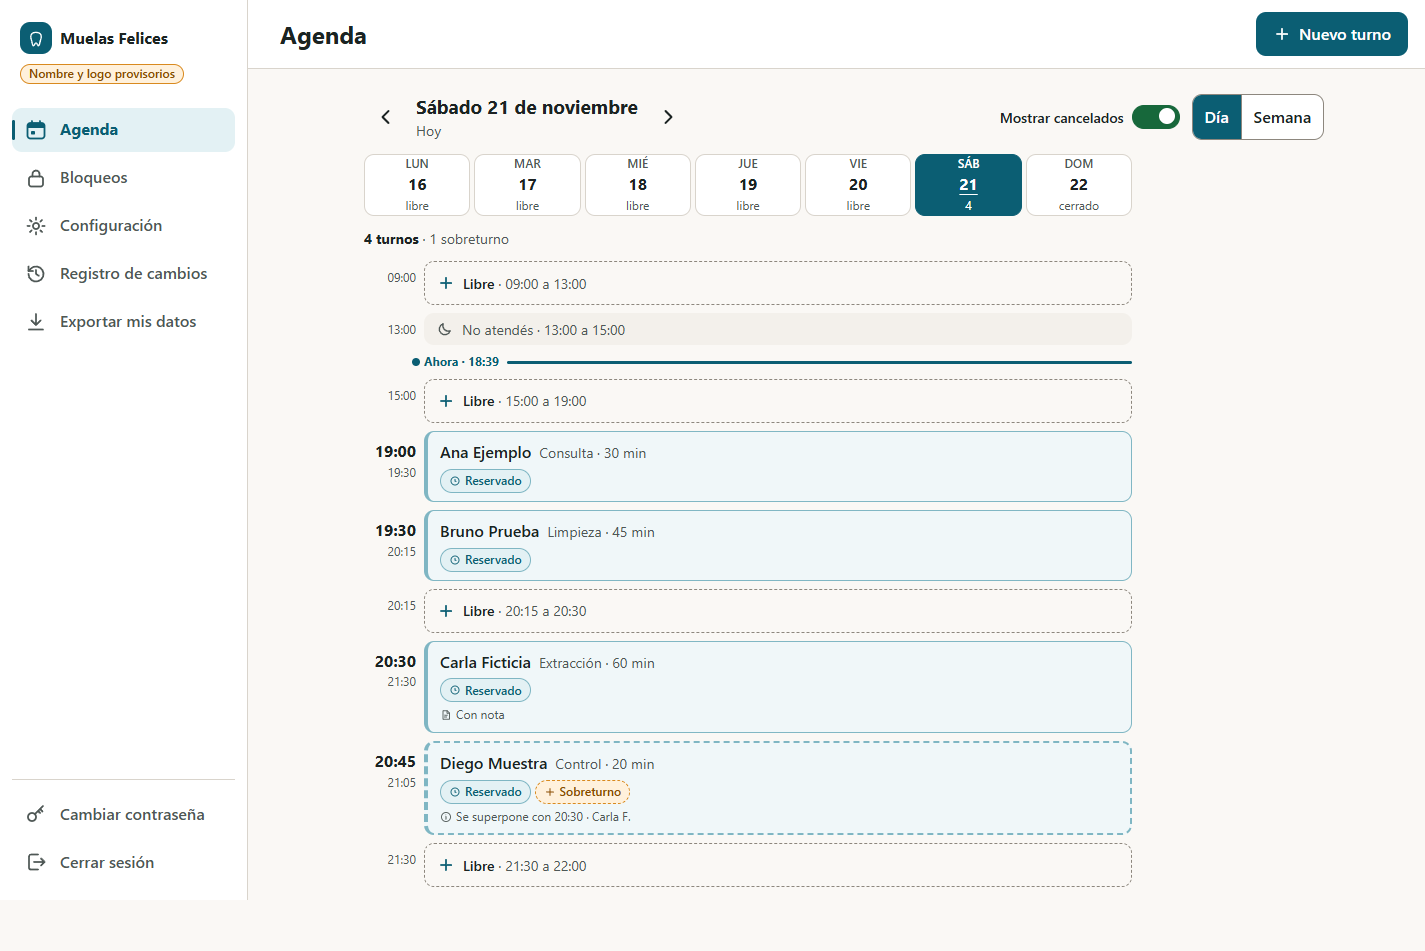 Muelas Felices
Nombre y logo provisorios
Agenda
Bloqueos
Configuración
Registro de cambios
Exportar mis datos
Cambiar contraseña
Cerrar sesión
Agenda
+ Nuevo turno
Sábado 21 de noviembre
Hoy
Mostrar cancelados
Día
Semana
LUN
16
libre
MAR
17
libre
MIÉ
18
libre
JUE
19
libre
VIE
20
libre
SÁB
21
4
DOM
22
cerrado
4 turnos · 1 sobreturno
09:00
+ Libre · 09:00 a 13:00
13:00
No atendés · 13:00 a 15:00
Ahora · 18:39
15:00
+ Libre · 15:00 a 19:00
19:00
19:30
Ana Ejemplo Consulta · 30 min
Reservado
19:30
20:15
Bruno Prueba Limpieza · 45 min
Reservado
20:15
+ Libre · 20:15 a 20:30
20:30
21:30
Carla Ficticia Extracción · 60 min
Reservado
Con nota
20:45
21:05
Diego Muestra Control · 20 min
Reservado + Sobreturno
Se superpone con 20:30 · Carla F.
21:30
+ Libre · 21:30 a 22:00